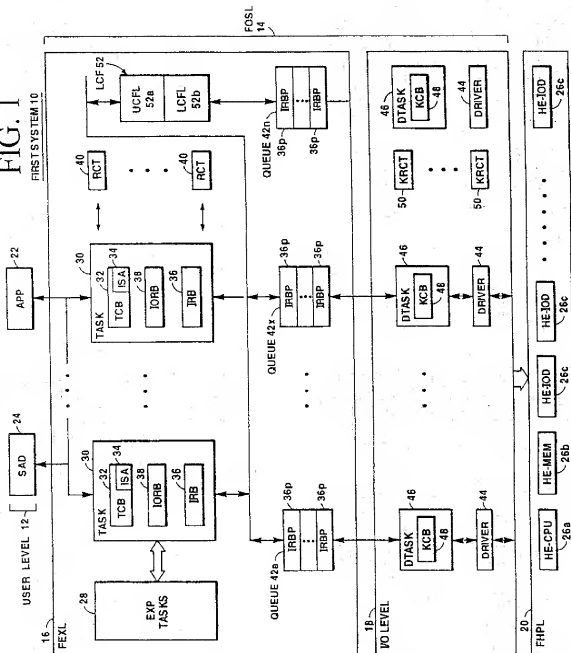 FIG. 1
FIRST SYSTEM 10
USER LEVEL 12
SAD
24
APP
22
16
FEXL
FOSL
14
28
EXP
TASKS
TASK
30
TCB
32
ISA
34
IORB
38
IRB
36
TASK
30
TCB
32
ISA
34
IORB
38
IRB
36
RCT
40
RCT
40
LCF 52
UCFL
52a
LCFL
52b
QUEUE 42a
IRBP
36p
IRBP
36p
QUEUE 42x
IRBP
36p
IRBP
36p
QUEUE 42n
IRBP
36p
IRBP
36p
18
I/O LEVEL
DTASK
46
KCB
48
DRIVER
44
DTASK
46
KCB
48
DRIVER
44
KRCT
50
KRCT
50
DTASK
46
KCB
48
DRIVER
44
20
FHPL
HE-CPU
26a
HE-MEM
26b
HE-IOD
26c
HE-IOD
26c
HE-IOD
26c